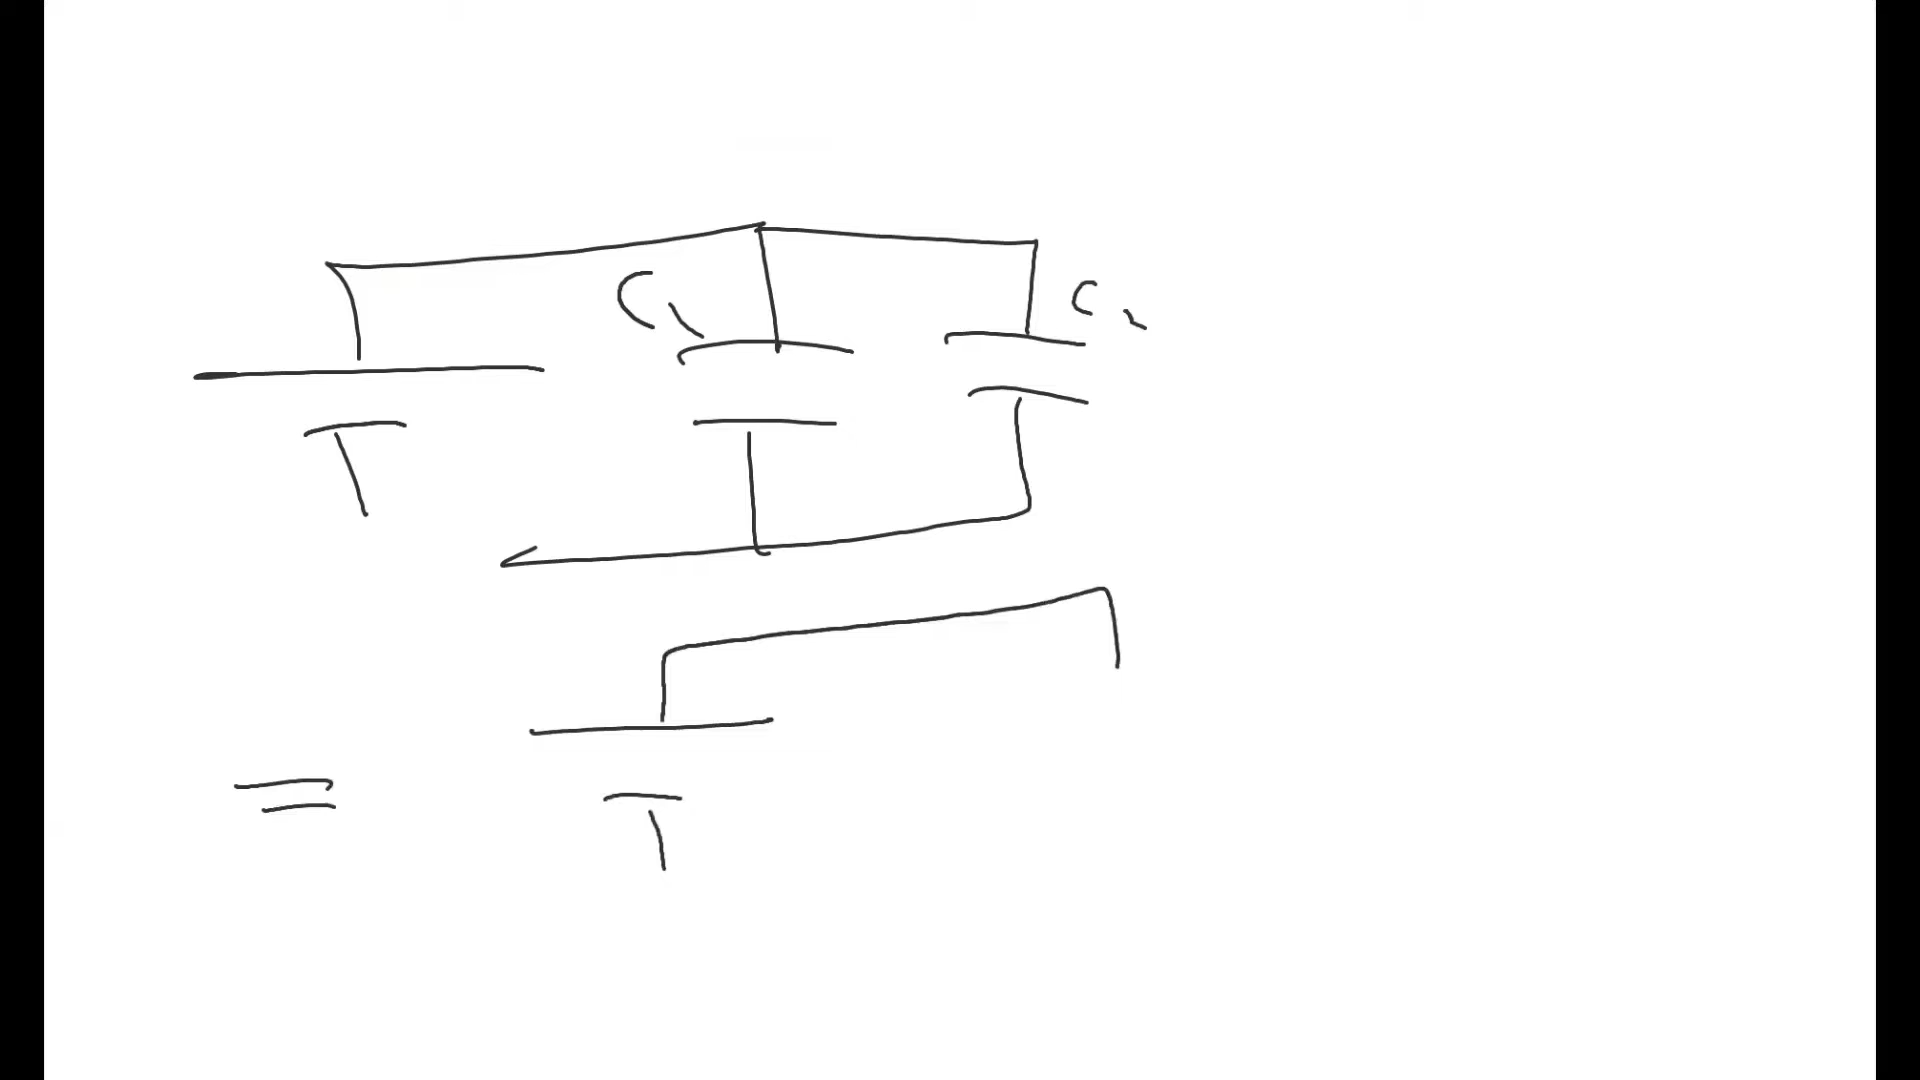 C₁
C₂
=